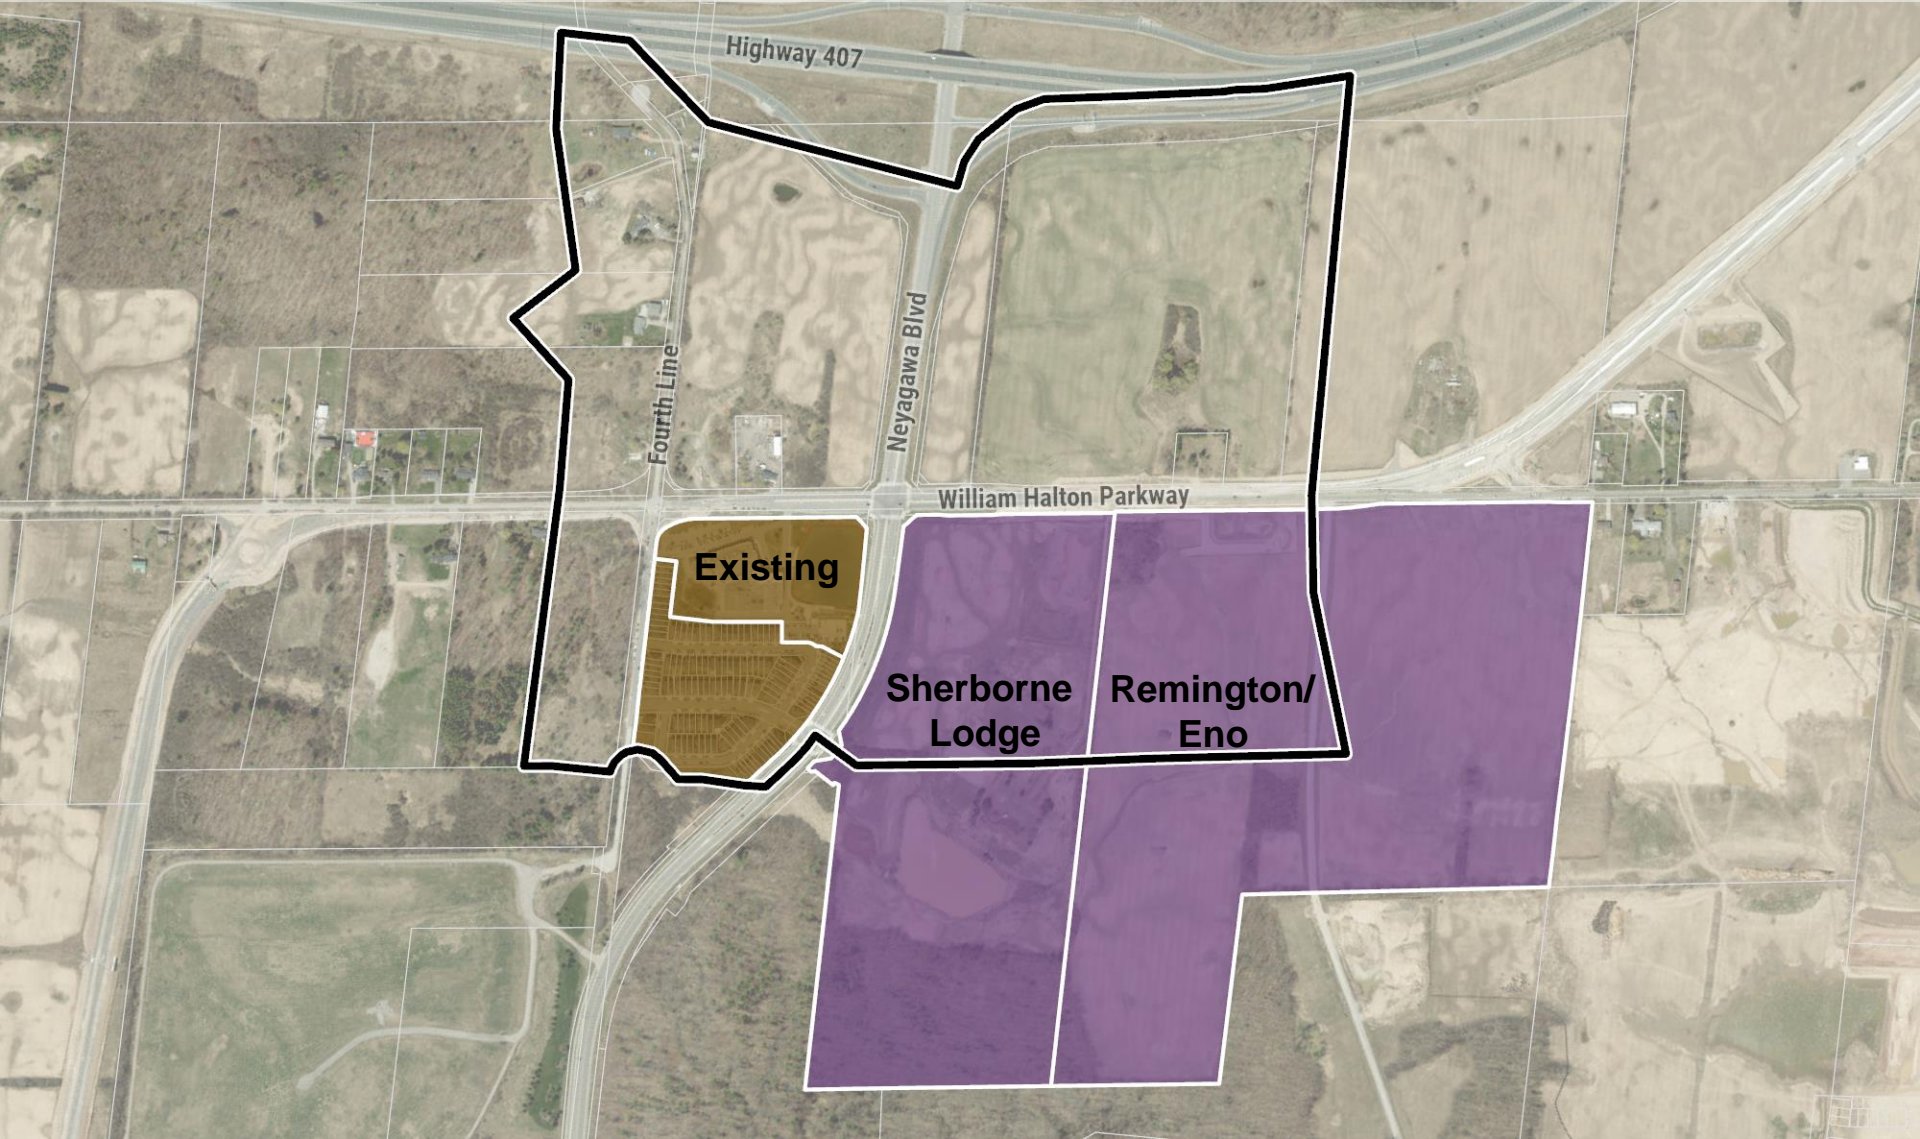 Highway 407
Neyagawa Blvd
Fourth Line
William Halton Parkway
Existing
Sherborne
Lodge
Remington/
Eno